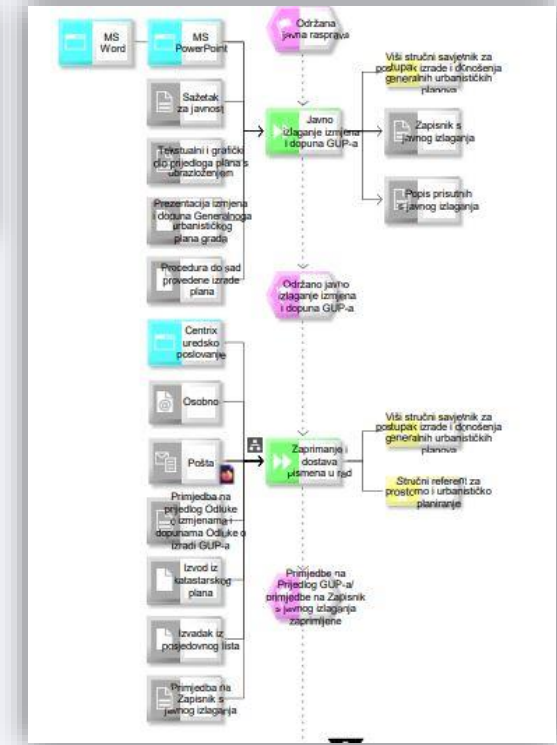 MS
Word
MS
PowerPoint
Održana
javna rasprava
Viši stručni savjetnik za
postupak izrade i donošenja
generalnih urbanističkih
planova
Sažetak
za javnost
Javno
izlaganje izmjena
i dopuna GUP-a
Zapisnik s
javnog izlaganja
Tekstualni i grafički
dio prijedloga plana s
obrazloženjem
Popis prisutnih
s javnog izlaganja
Prezentacija izmjena
i dopuna Generalnoga
urbanističkog
plana grada
Procedura do sad
provedene izrade
plana
Održano javno
izlaganje izmjena
i dopuna GUP-a
Centrix
uredsko
poslovanje
Osobno
Viši stručni savjetnik za
postupak izrade i donošenja
generalnih urbanističkih
planova
Pošta
Zaprimanje i
dostava
pismena u rad
Stručni referent za
prostorno i urbanističko
planiranje
Primjedba na
prijedlog Odluke
o izmjenama i
dopunama Odluke o
izradi GUP-a
Izvod iz
katastarskog
plana
Primjedbe na
Prijedlog GUP-a/
primjedbe na Zapisnik
s javnog izlaganja
zaprimljene
Izvadak iz
posjedovnog lista
Primjedba na
Zapisnik s
javnog izlaganja